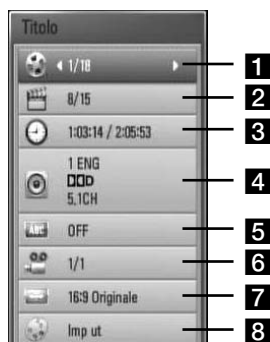 Titolo
1/18 1
8/15 2
1:03:14 / 2:05:53 3
1 ENG
D
5.1CH
4
ABC OFF 5
1/1 6
16:9 Originale 7
Imp ut 8